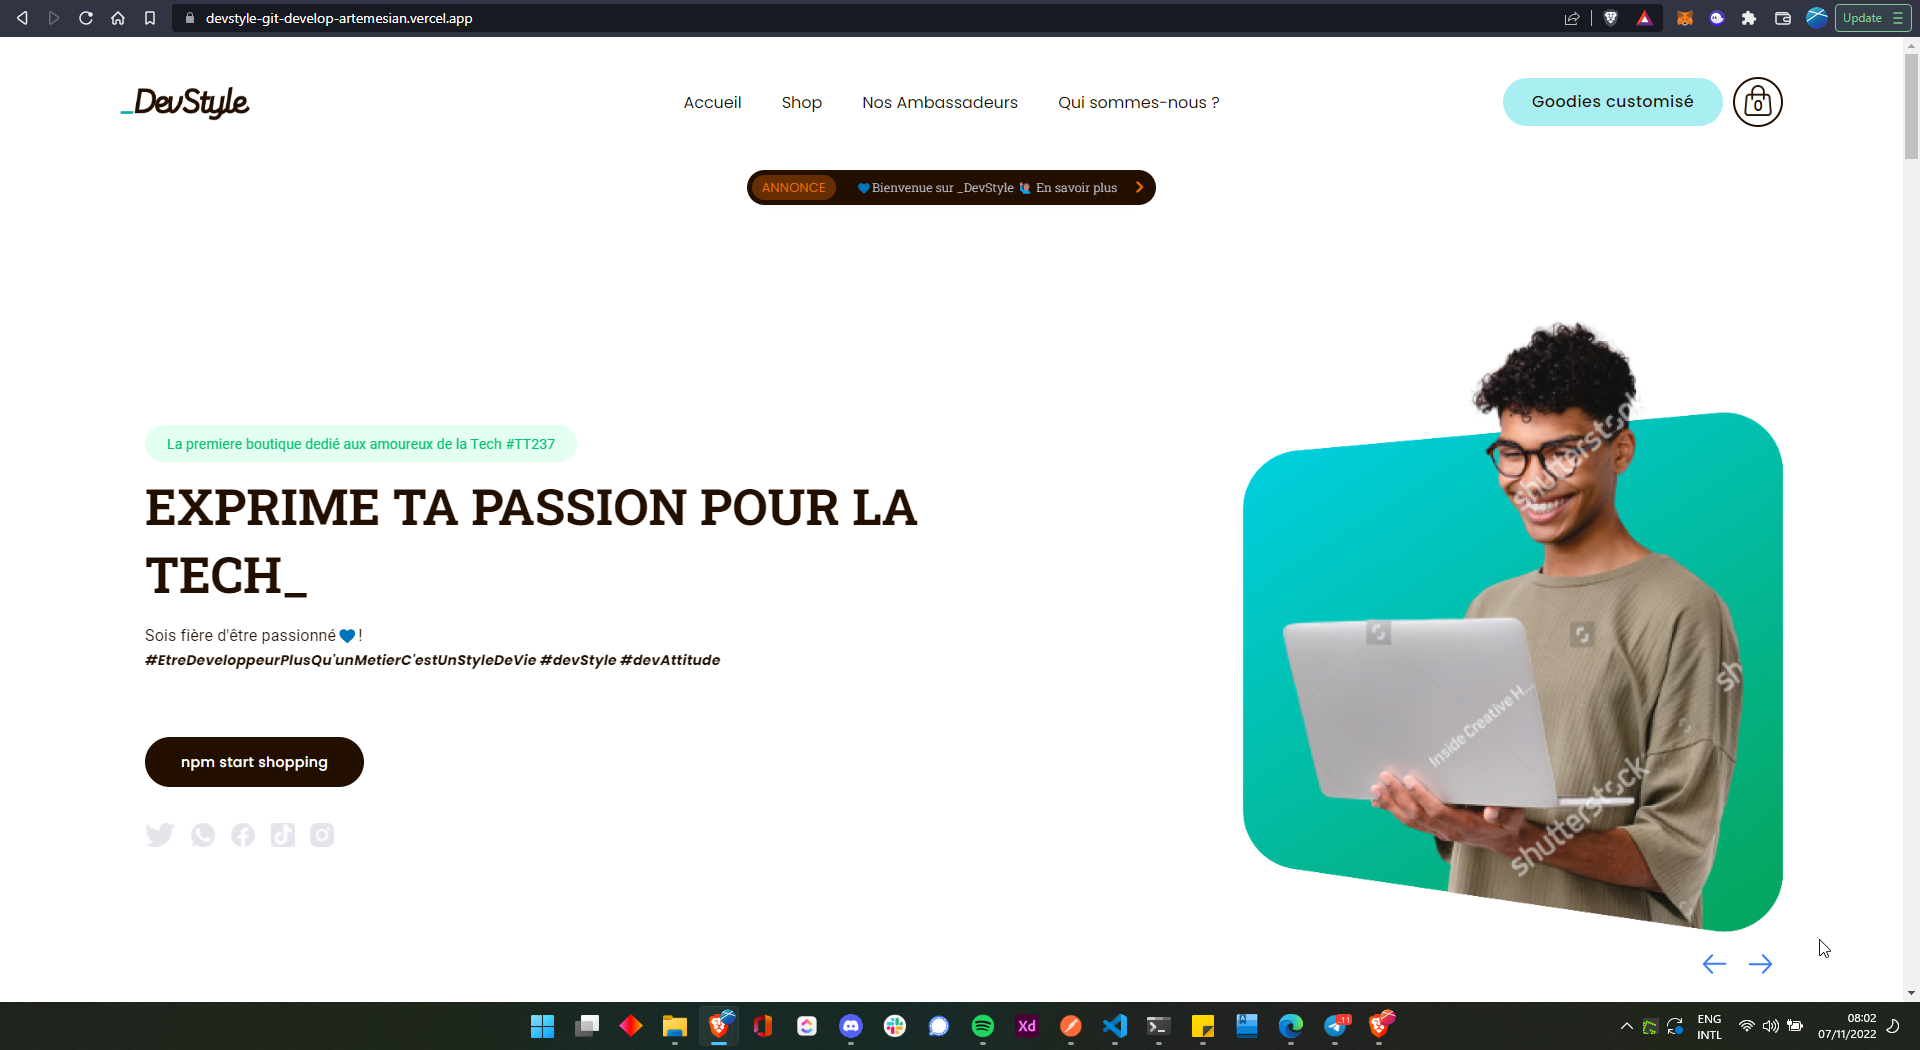 devstyle-git-develop-artemesian.vercel.app
Update
_DevStyle
Accueil
Shop
Nos Ambassadeurs
Qui sommes-nous ?
Goodies customisé
0
ANNONCE
💙Bienvenue sur _DevStyle 🙋🏾‍♂️ En savoir plus
La premiere boutique dedié aux amoureux de la Tech #TT237
EXPRIME TA PASSION POUR LA
TECH_
Sois fière d'être passionné💙!
#EtreDeveloppeurPlusQu'unMetierC'estUnStyleDeVie #devStyle #devAttitude
npm start shopping
shutterstock
sh
Inside Creative H...
shutterstock
Xd
11
ENG
INTL
08:02
07/11/2022